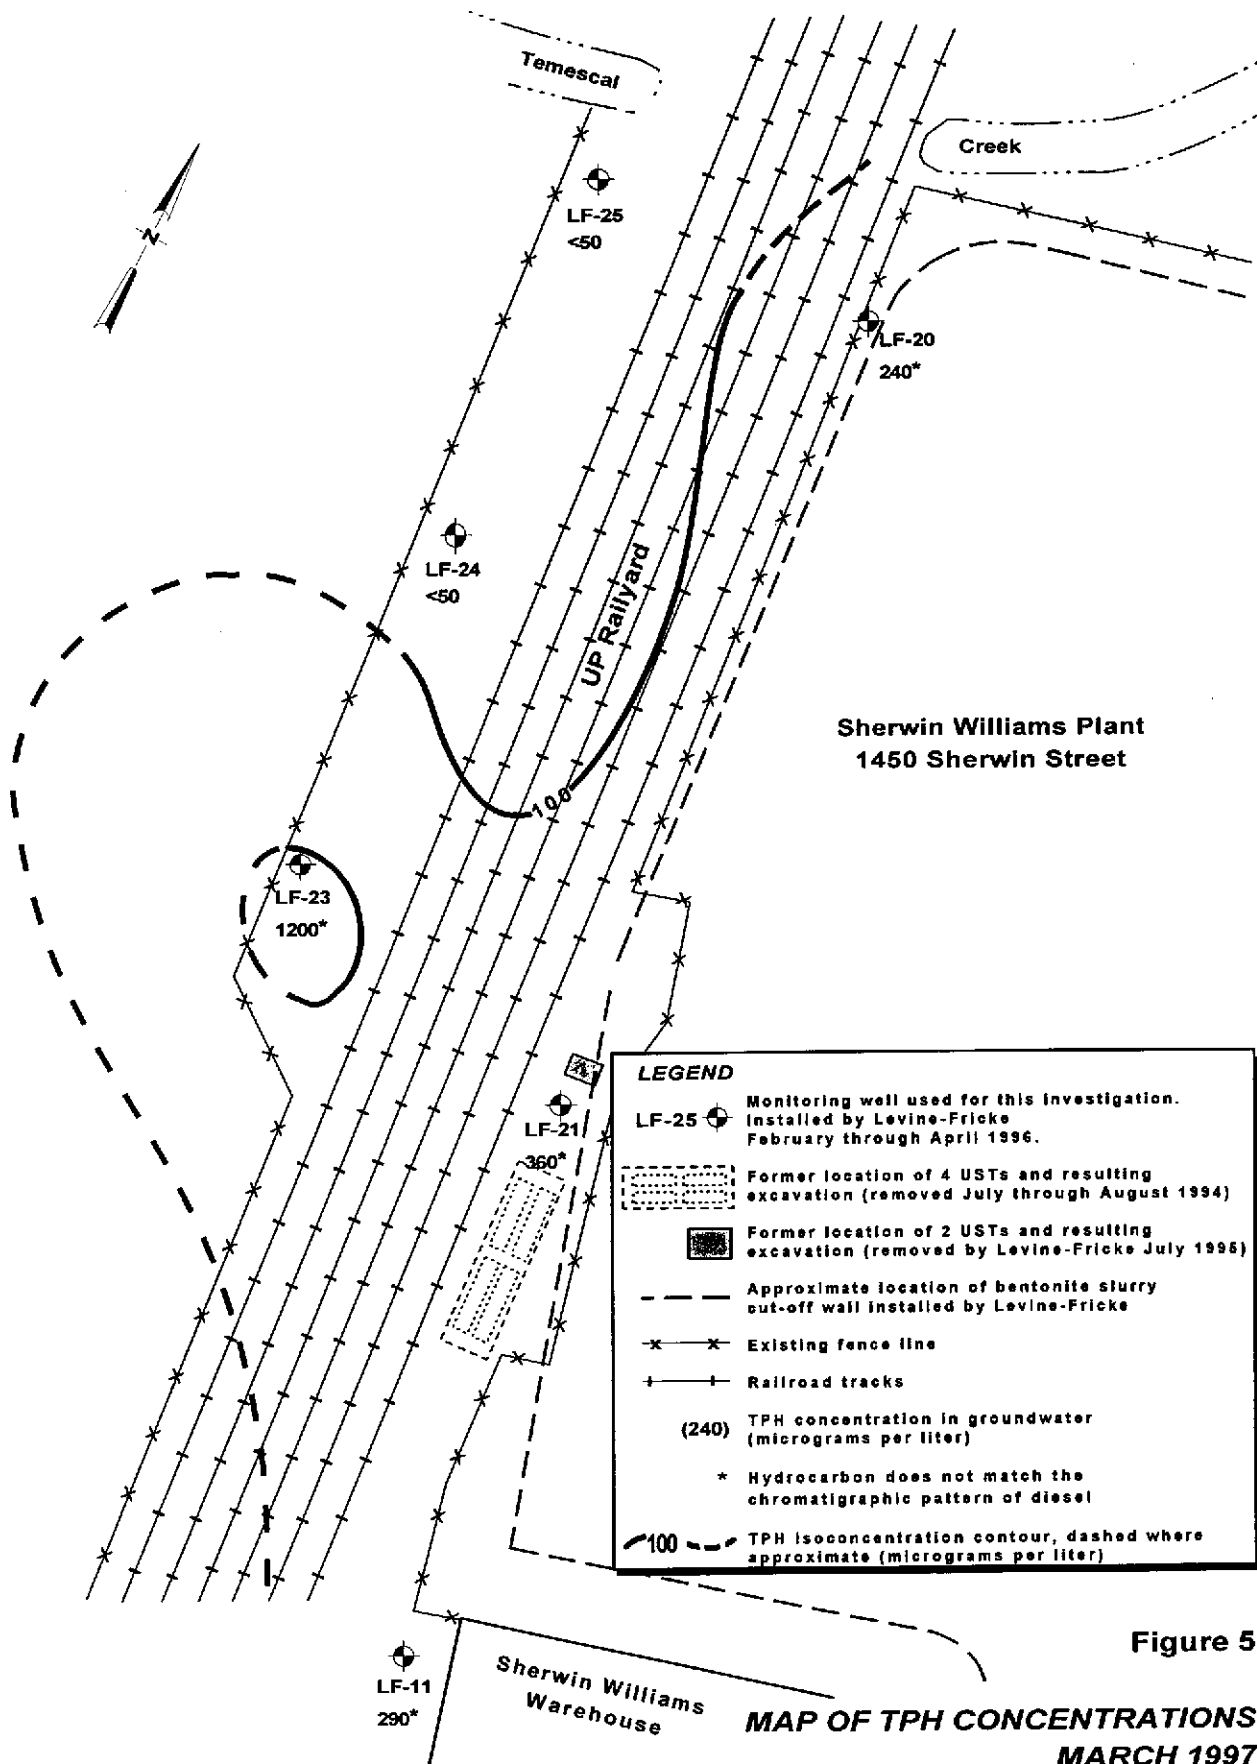 Temescal
Creek
N
LF-25
<50
LF-20
240*
LF-24
<50
UP Railyard
Sherwin Williams Plant
1450 Sherwin Street
100
LF-23
1200*
LF-21
360*
LEGEND
LF-25 Monitoring well used for this investigation.
Installed by Levine-Fricke
February through April 1996.
Former location of 4 USTs and resulting
excavation (removed July through August 1994)
Former location of 2 USTs and resulting
excavation (removed by Levine-Fricke July 1995)
Approximate location of bentonite slurry
cut-off wall installed by Levine-Fricke
Existing fence line
Railroad tracks
(240) TPH concentration in groundwater
(micrograms per liter)
* Hydrocarbon does not match the
chromatigraphic pattern of diesel
100 TPH isoconcentration contour, dashed where
approximate (micrograms per liter)
LF-11
290*
Sherwin Williams
Warehouse
Figure 5
MAP OF TPH CONCENTRATIONS
MARCH 1997